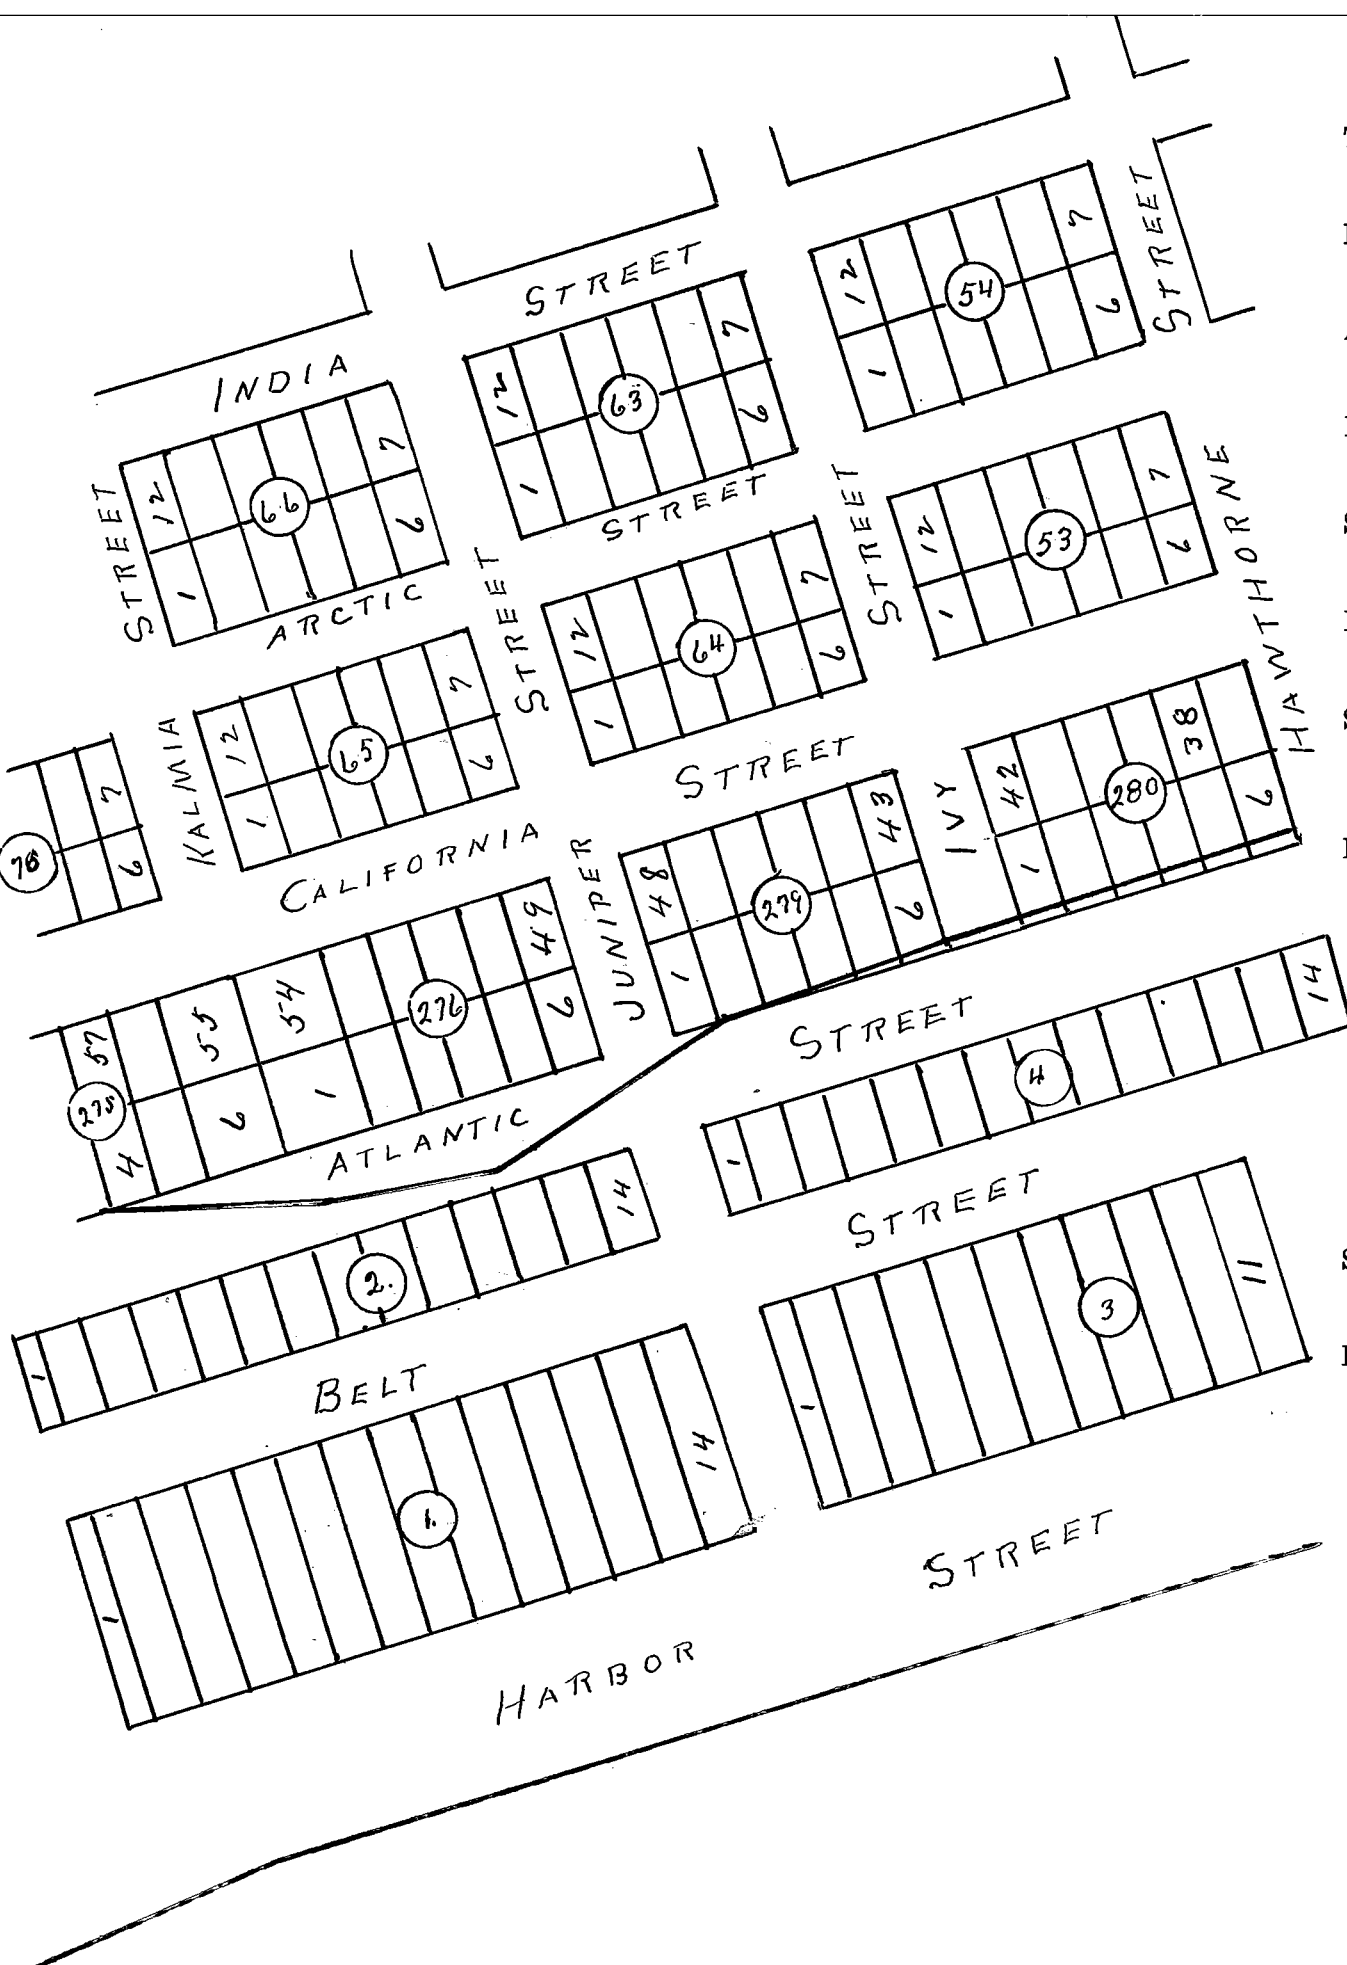 INDIA STREET
STREET
12 7
54
1 6
12 7
63
1 6
12 7
66
1 6
ARCTIC STREET
KALMIA STREET
JUNIPER STREET
IVY STREET
HAWTHORNE STREET
12 7
53
1 6
12 7
64
1 6
12 7
65
1 6
7
6
CALIFORNIA STREET
42 38
280
1 6
48 43
279
1 6
57 55 54 49
275 276
4 6 1 6
ATLANTIC STREET
1 4 14
1 2. 14
BELT STREET
1 3 11
1 1. 14
HARBOR STREET